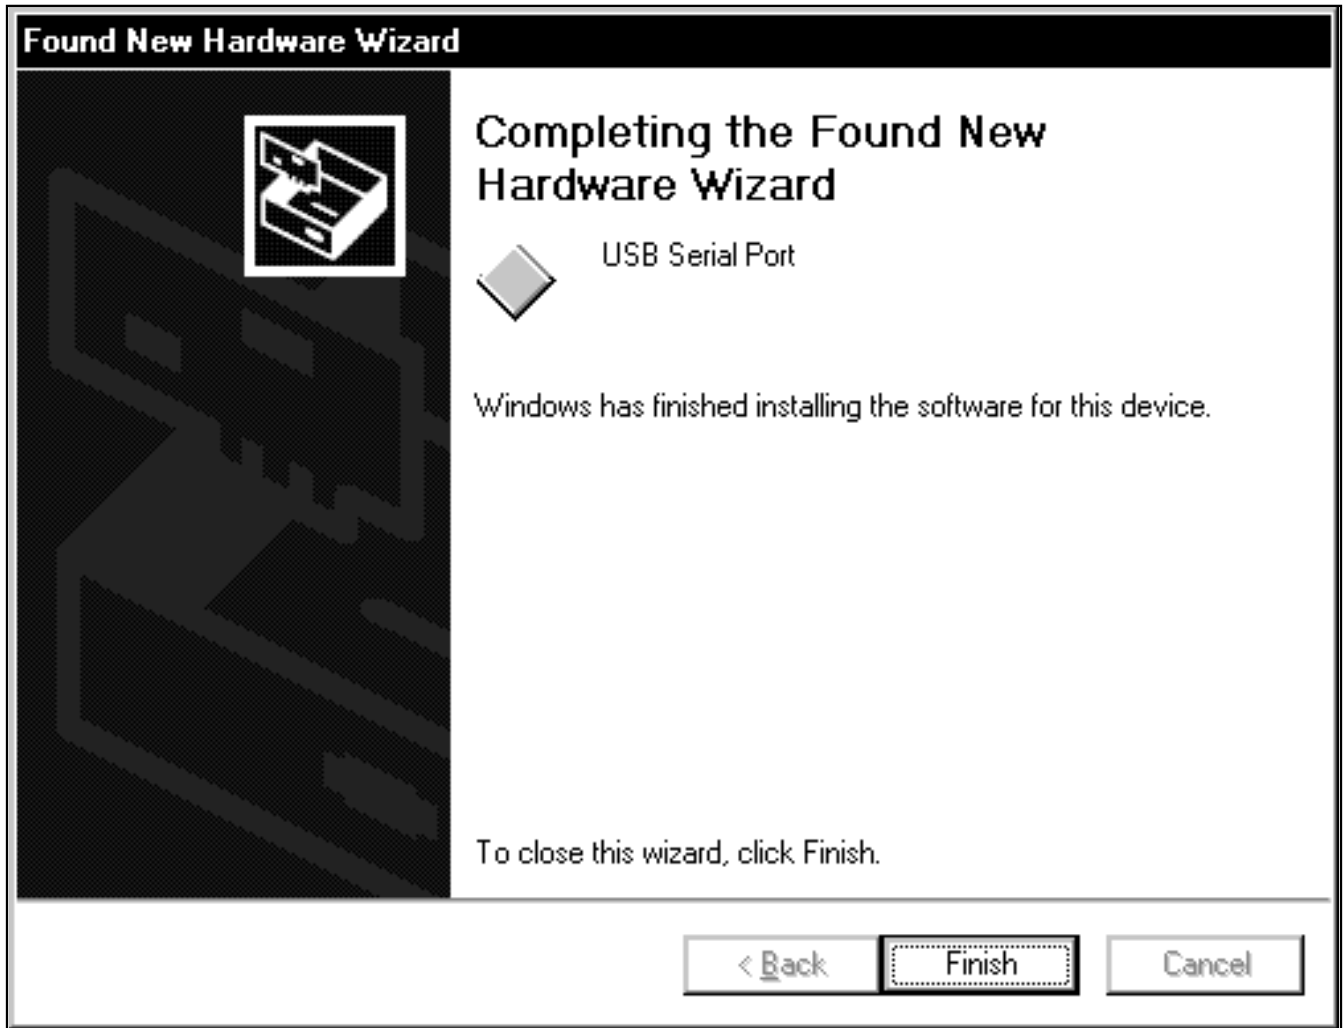 Found New Hardware Wizard
Completing the Found New
Hardware Wizard
USB Serial Port
Windows has finished installing the software for this device.
To close this wizard, click Finish.
< Back
Finish
Cancel